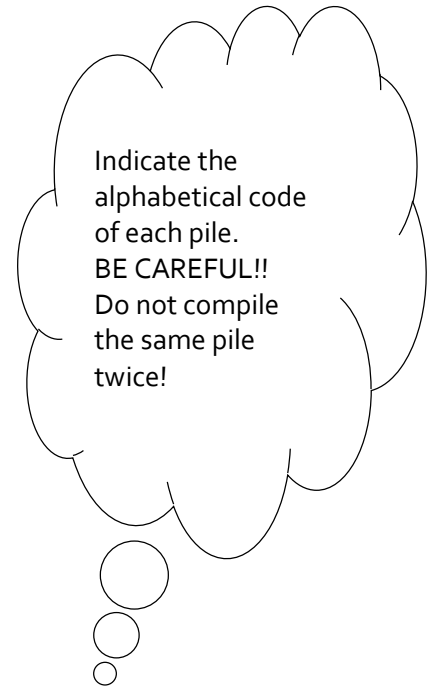 Indicate the
alphabetical code
of each pile.
BE CAREFUL!!
Do not compile
the same pile
twice!